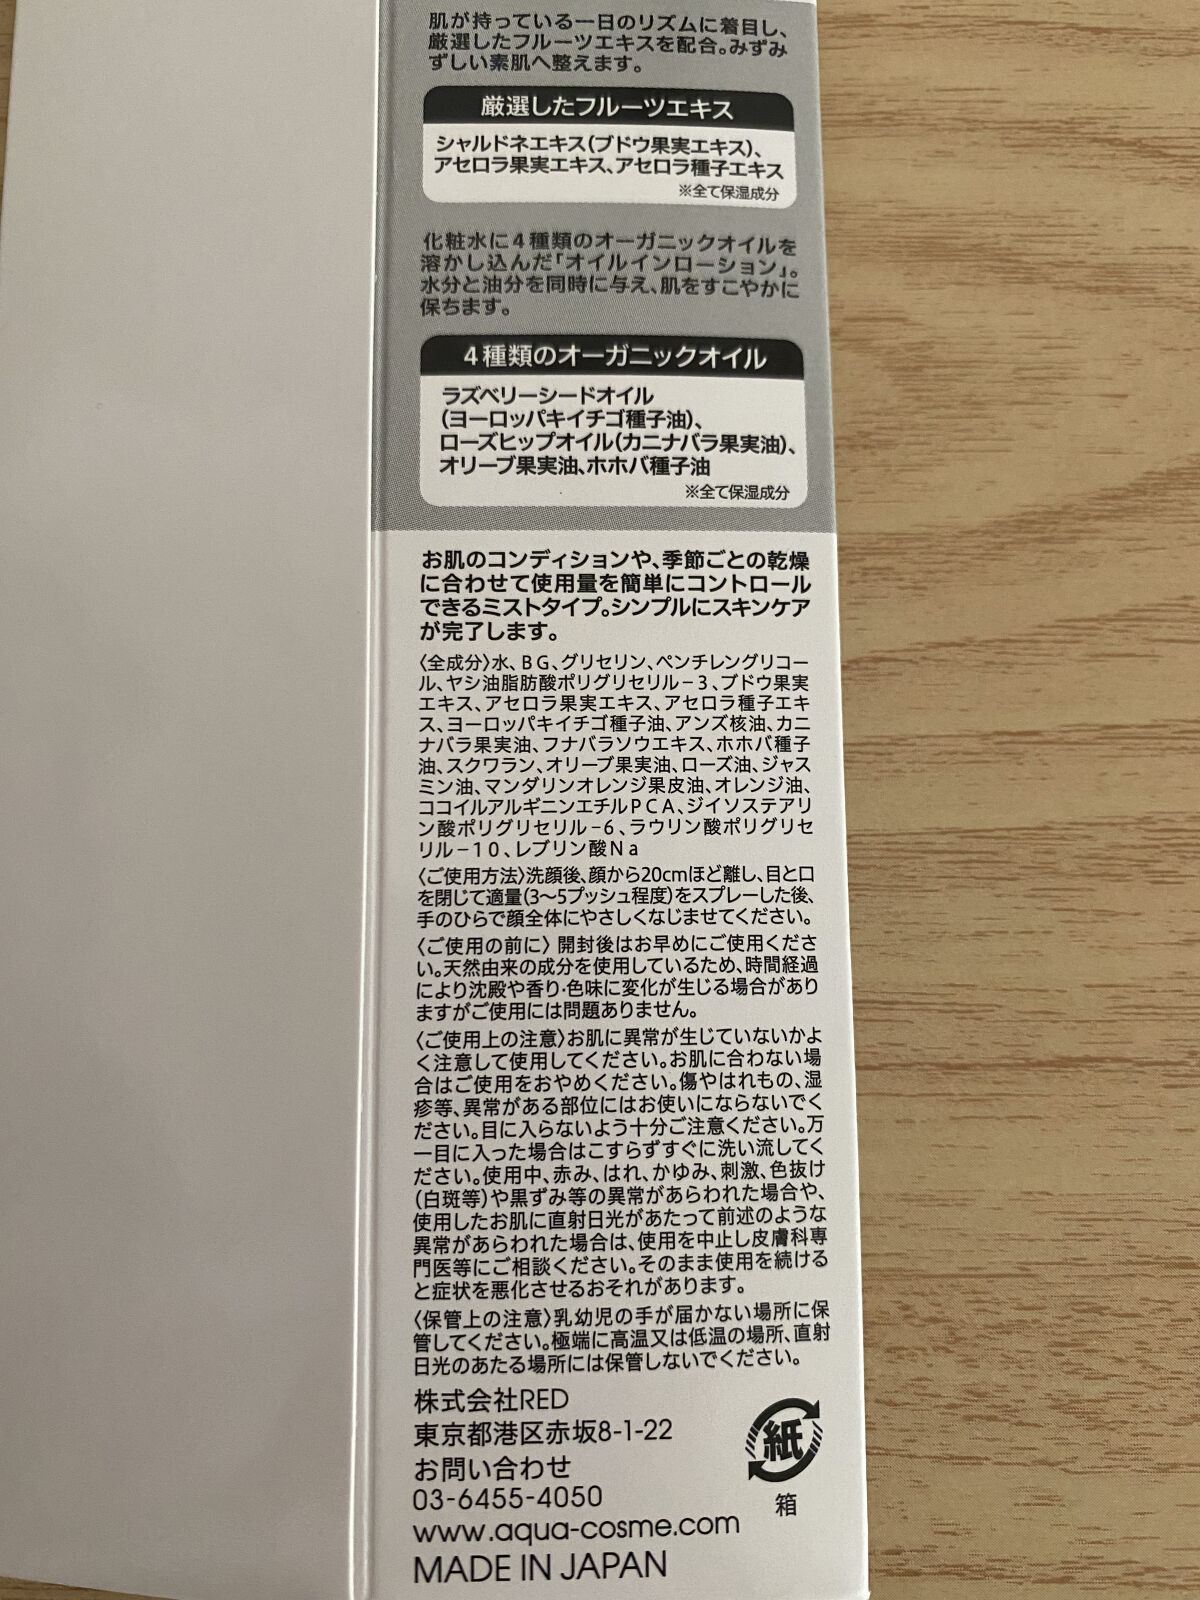 肌が持っている一日のリズムに着目し、
厳選したフルーツエキスを配合。みずみ
ずしい素肌へ整えます。
厳選したフルーツエキス
シャルドネエキス(ブドウ果実エキス)、
アセロラ果実エキス、アセロラ種子エキス
※全て保湿成分
化粧水に4種類のオーガニックオイルを
溶かし込んだ「オイルインローション」。
水分と油分を同時に与え、肌をすこやかに
保ちます。
4種類のオーガニックオイル
ラズベリーシードオイル
(ヨーロッパキイチゴ種子油)、
ローズヒップオイル(カニナバラ果実油)、
オリーブ果実油、ホホバ種子油
※全て保湿成分
お肌のコンディションや、季節ごとの乾燥
に合わせて使用量を簡単にコントロール
できるミストタイプ。シンプルにスキンケア
が完了します。
〈全成分〉水、BG、グリセリン、ペンチレングリコー
ル、ヤシ油脂肪酸ポリグリセリル-3、ブドウ果実
エキス、アセロラ果実エキス、アセロラ種子エキ
ス、ヨーロッパキイチゴ種子油、アンズ核油、カニ
ナバラ果実油、フナバラソウエキス、ホホバ種子
油、スクワラン、オリーブ果実油、ローズ油、ジャス
ミン油、マンダリンオレンジ果皮油、オレンジ油、
ココイルアルギニンエチルPCA、ジイソステアリ
ン酸ポリグリセリル-6、ラウリン酸ポリグリセ
リル-10、レブリン酸Na
〈ご使用方法〉洗顔後、顔から20cmほど離し、目と口
を閉じて適量(3〜5プッシュ程度)をスプレーした後、
手のひらで顔全体にやさしくなじませてください。
〈ご使用の前に〉開封後はお早めにご使用くださ
い。天然由来の成分を使用しているため、時間経過
により沈殿や香り・色味に変化が生じる場合があり
ますがご使用には問題ありません。
〈ご使用上の注意〉お肌に異常が生じていないかよ
く注意して使用してください。お肌に合わない場
合はご使用をおやめください。傷やはれもの、湿
疹等、異常がある部位にはお使いにならないでく
ださい。目に入らないよう十分ご注意ください。万
一目に入った場合はこすらずすぐに洗い流してく
ださい。使用中、赤み、はれ、かゆみ、刺激、色抜け
(白斑等)や黒ずみ等の異常があらわれた場合や、
使用したお肌に直射日光があたって前述のような
異常があらわれた場合は、使用を中止し皮膚科専
門医等にご相談ください。そのまま使用を続ける
と症状を悪化させるおそれがあります。
〈保管上の注意〉乳幼児の手が届かない場所に保
管してください。極端に高温又は低温の場所、直射
日光のあたる場所には保管しないでください。
株式会社RED
東京都港区赤坂8-1-22
お問い合わせ
03-6455-4050
www.aqua-cosme.com
MADE IN JAPAN
紙
箱